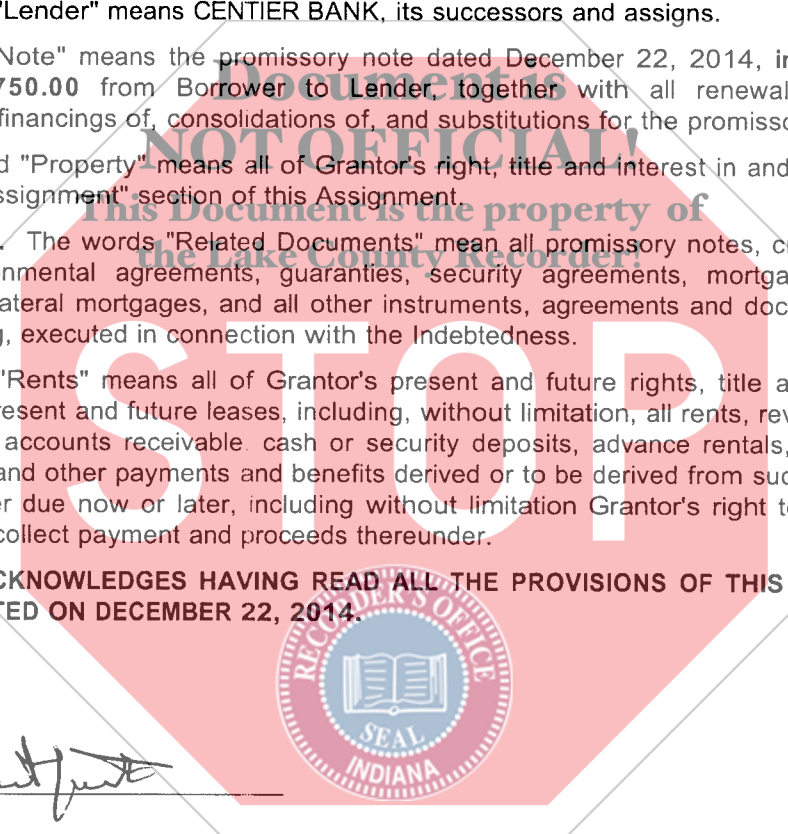 "Lender" means CENTIER BANK, its successors and assigns.
Note" means the promissory note dated December 22, 2014, in
750.00 from Borrower to Lender, together with all renewal
financings of, consolidations of, and substitutions for the promisso
d "Property" means all of Grantor's right, title and interest in and
ssignment" section of this Assignment.
. The words "Related Documents" mean all promissory notes, c
onmental agreements, guaranties, security agreements, mortga
ateral mortgages, and all other instruments, agreements and doc
, executed in connection with the Indebtedness.
"Rents" means all of Grantor's present and future rights, title a
resent and future leases, including, without limitation, all rents, rev
accounts receivable cash or security deposits, advance rentals,
and other payments and benefits derived or to be derived from suc
r due now or later, including without limitation Grantor's right t
collect payment and proceeds thereunder.
CKNOWLEDGES HAVING READ ALL THE PROVISIONS OF THIS
TED ON DECEMBER 22, 2014.
Document is
NOT OFFICIAL!
This Document is the property of
the Lake County Recorder!
STOP
RECORDER'S OFFICE
SEAL
INDIANA